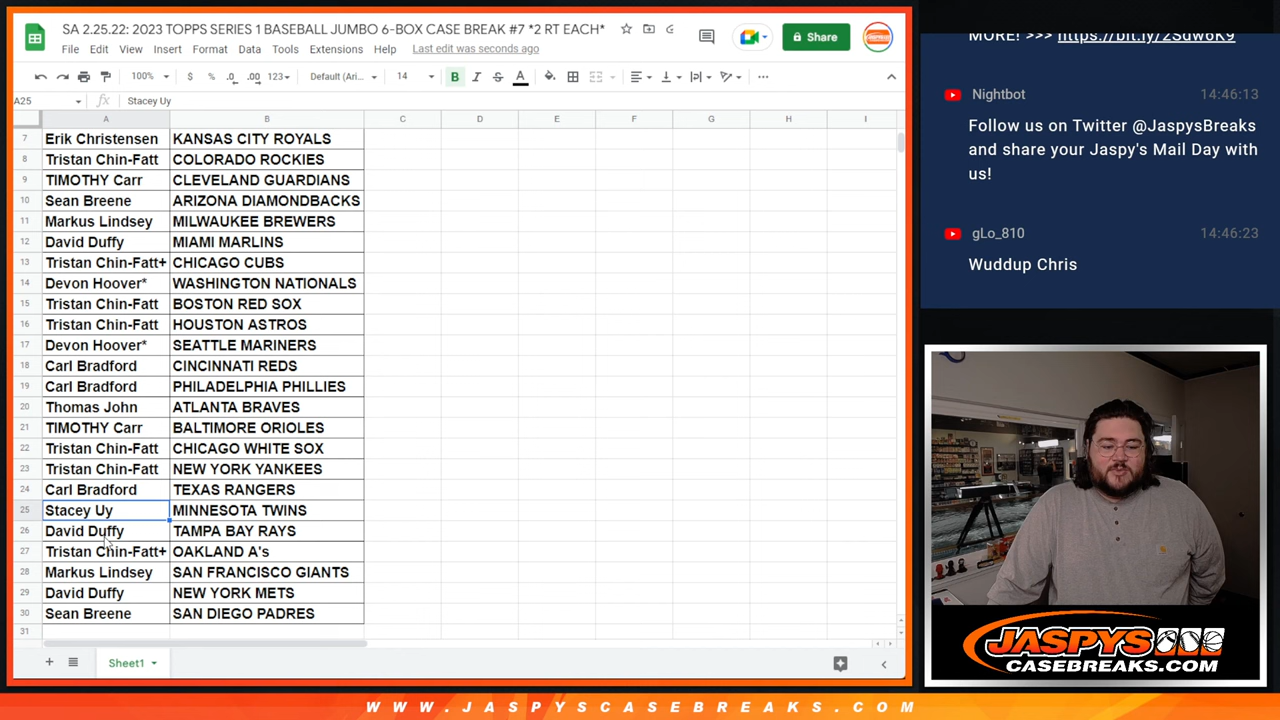 SA 2.25.22: 2023 TOPPS SERIES 1 BASEBALL JUMBO 6-BOX CASE BREAK #7 *2 RT EACH*
File Edit View Insert Format Data Tools Extensions Help Last edit was seconds ago
Share
100% $ % .0 .00 123 Default (Ari... 14 B I S A
A25 fx Stacey Uy
A B C D E F G H I
7 Erik Christensen KANSAS CITY ROYALS
8 Tristan Chin-Fatt COLORADO ROCKIES
9 TIMOTHY Carr CLEVELAND GUARDIANS
10 Sean Breene ARIZONA DIAMONDBACKS
11 Markus Lindsey MILWAUKEE BREWERS
12 David Duffy MIAMI MARLINS
13 Tristan Chin-Fatt+ CHICAGO CUBS
14 Devon Hoover* WASHINGTON NATIONALS
15 Tristan Chin-Fatt BOSTON RED SOX
16 Tristan Chin-Fatt HOUSTON ASTROS
17 Devon Hoover* SEATTLE MARINERS
18 Carl Bradford CINCINNATI REDS
19 Carl Bradford PHILADELPHIA PHILLIES
20 Thomas John ATLANTA BRAVES
21 TIMOTHY Carr BALTIMORE ORIOLES
22 Tristan Chin-Fatt CHICAGO WHITE SOX
23 Tristan Chin-Fatt NEW YORK YANKEES
24 Carl Bradford TEXAS RANGERS
25 Stacey Uy MINNESOTA TWINS
26 David Duffy TAMPA BAY RAYS
27 Tristan Chin-Fatt+ OAKLAND A's
28 Markus Lindsey SAN FRANCISCO GIANTS
29 David Duffy NEW YORK METS
30 Sean Breene SAN DIEGO PADRES
31
Sheet1
MORE! >>> https://bit.ly/2Sdw6K9
Nightbot 14:46:13
Follow us on Twitter @JaspysBreaks
and share your Jaspy's Mail Day with
us!
gLo_810 14:46:23
Wuddup Chris
JASPYS
CASEBREAKS.COM
WWW.JASPYSCASEBREAKS.COM